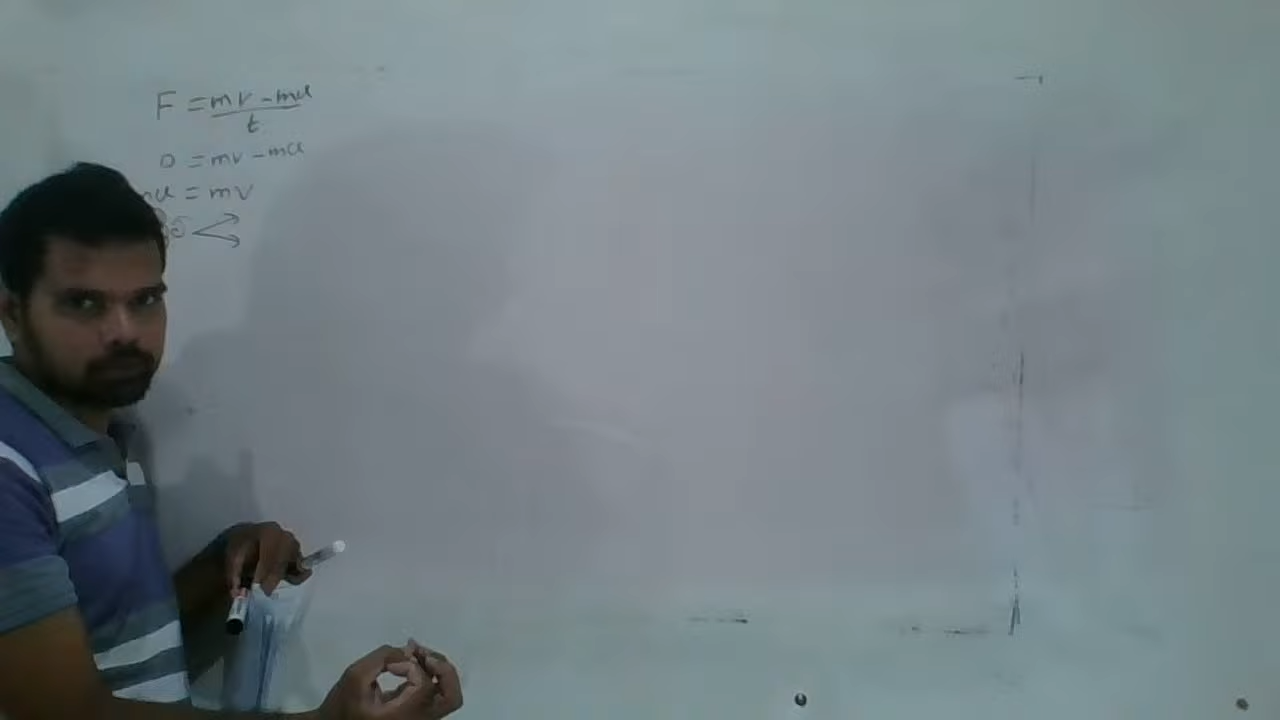 F = mv - mu / t
0 = mv - mu
mu = mv